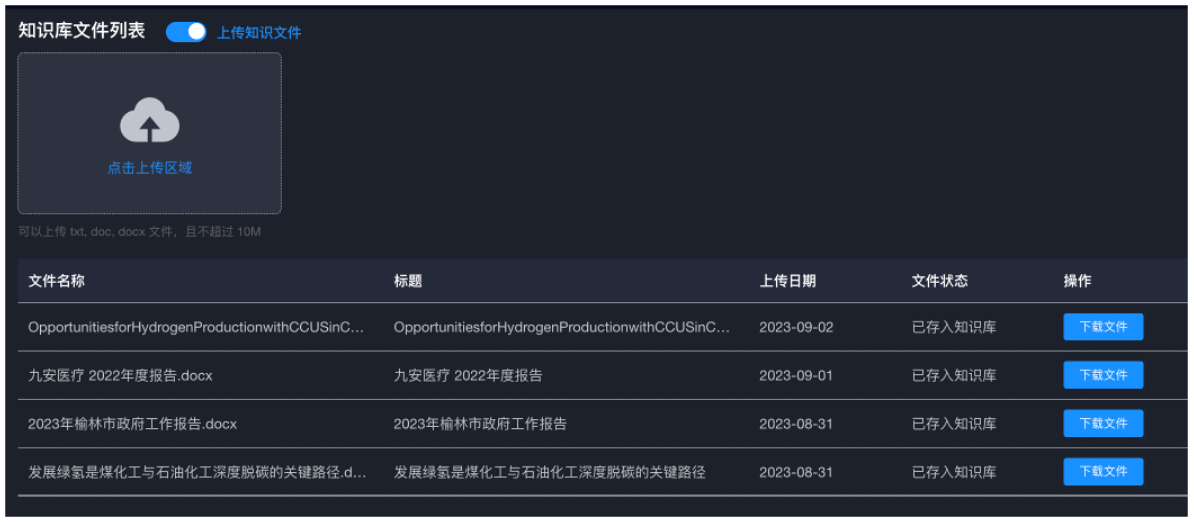 知识库文件列表 上传知识文件
点击上传区域
可以上传 txt, doc, docx 文件，且不超过 10M
文件名称 标题 上传日期 文件状态 操作
OpportunitiesforHydrogenProductionwithCCUSinC... OpportunitiesforHydrogenProductionwithCCUSinC... 2023-09-02 已存入知识库 下载文件
九安医疗 2022年度报告.docx 九安医疗 2022年度报告 2023-09-01 已存入知识库 下载文件
2023年榆林市政府工作报告.docx 2023年榆林市政府工作报告 2023-08-31 已存入知识库 下载文件
发展绿氢是煤化工与石油化工深度脱碳的关键路径.d... 发展绿氢是煤化工与石油化工深度脱碳的关键路径 2023-08-31 已存入知识库 下载文件